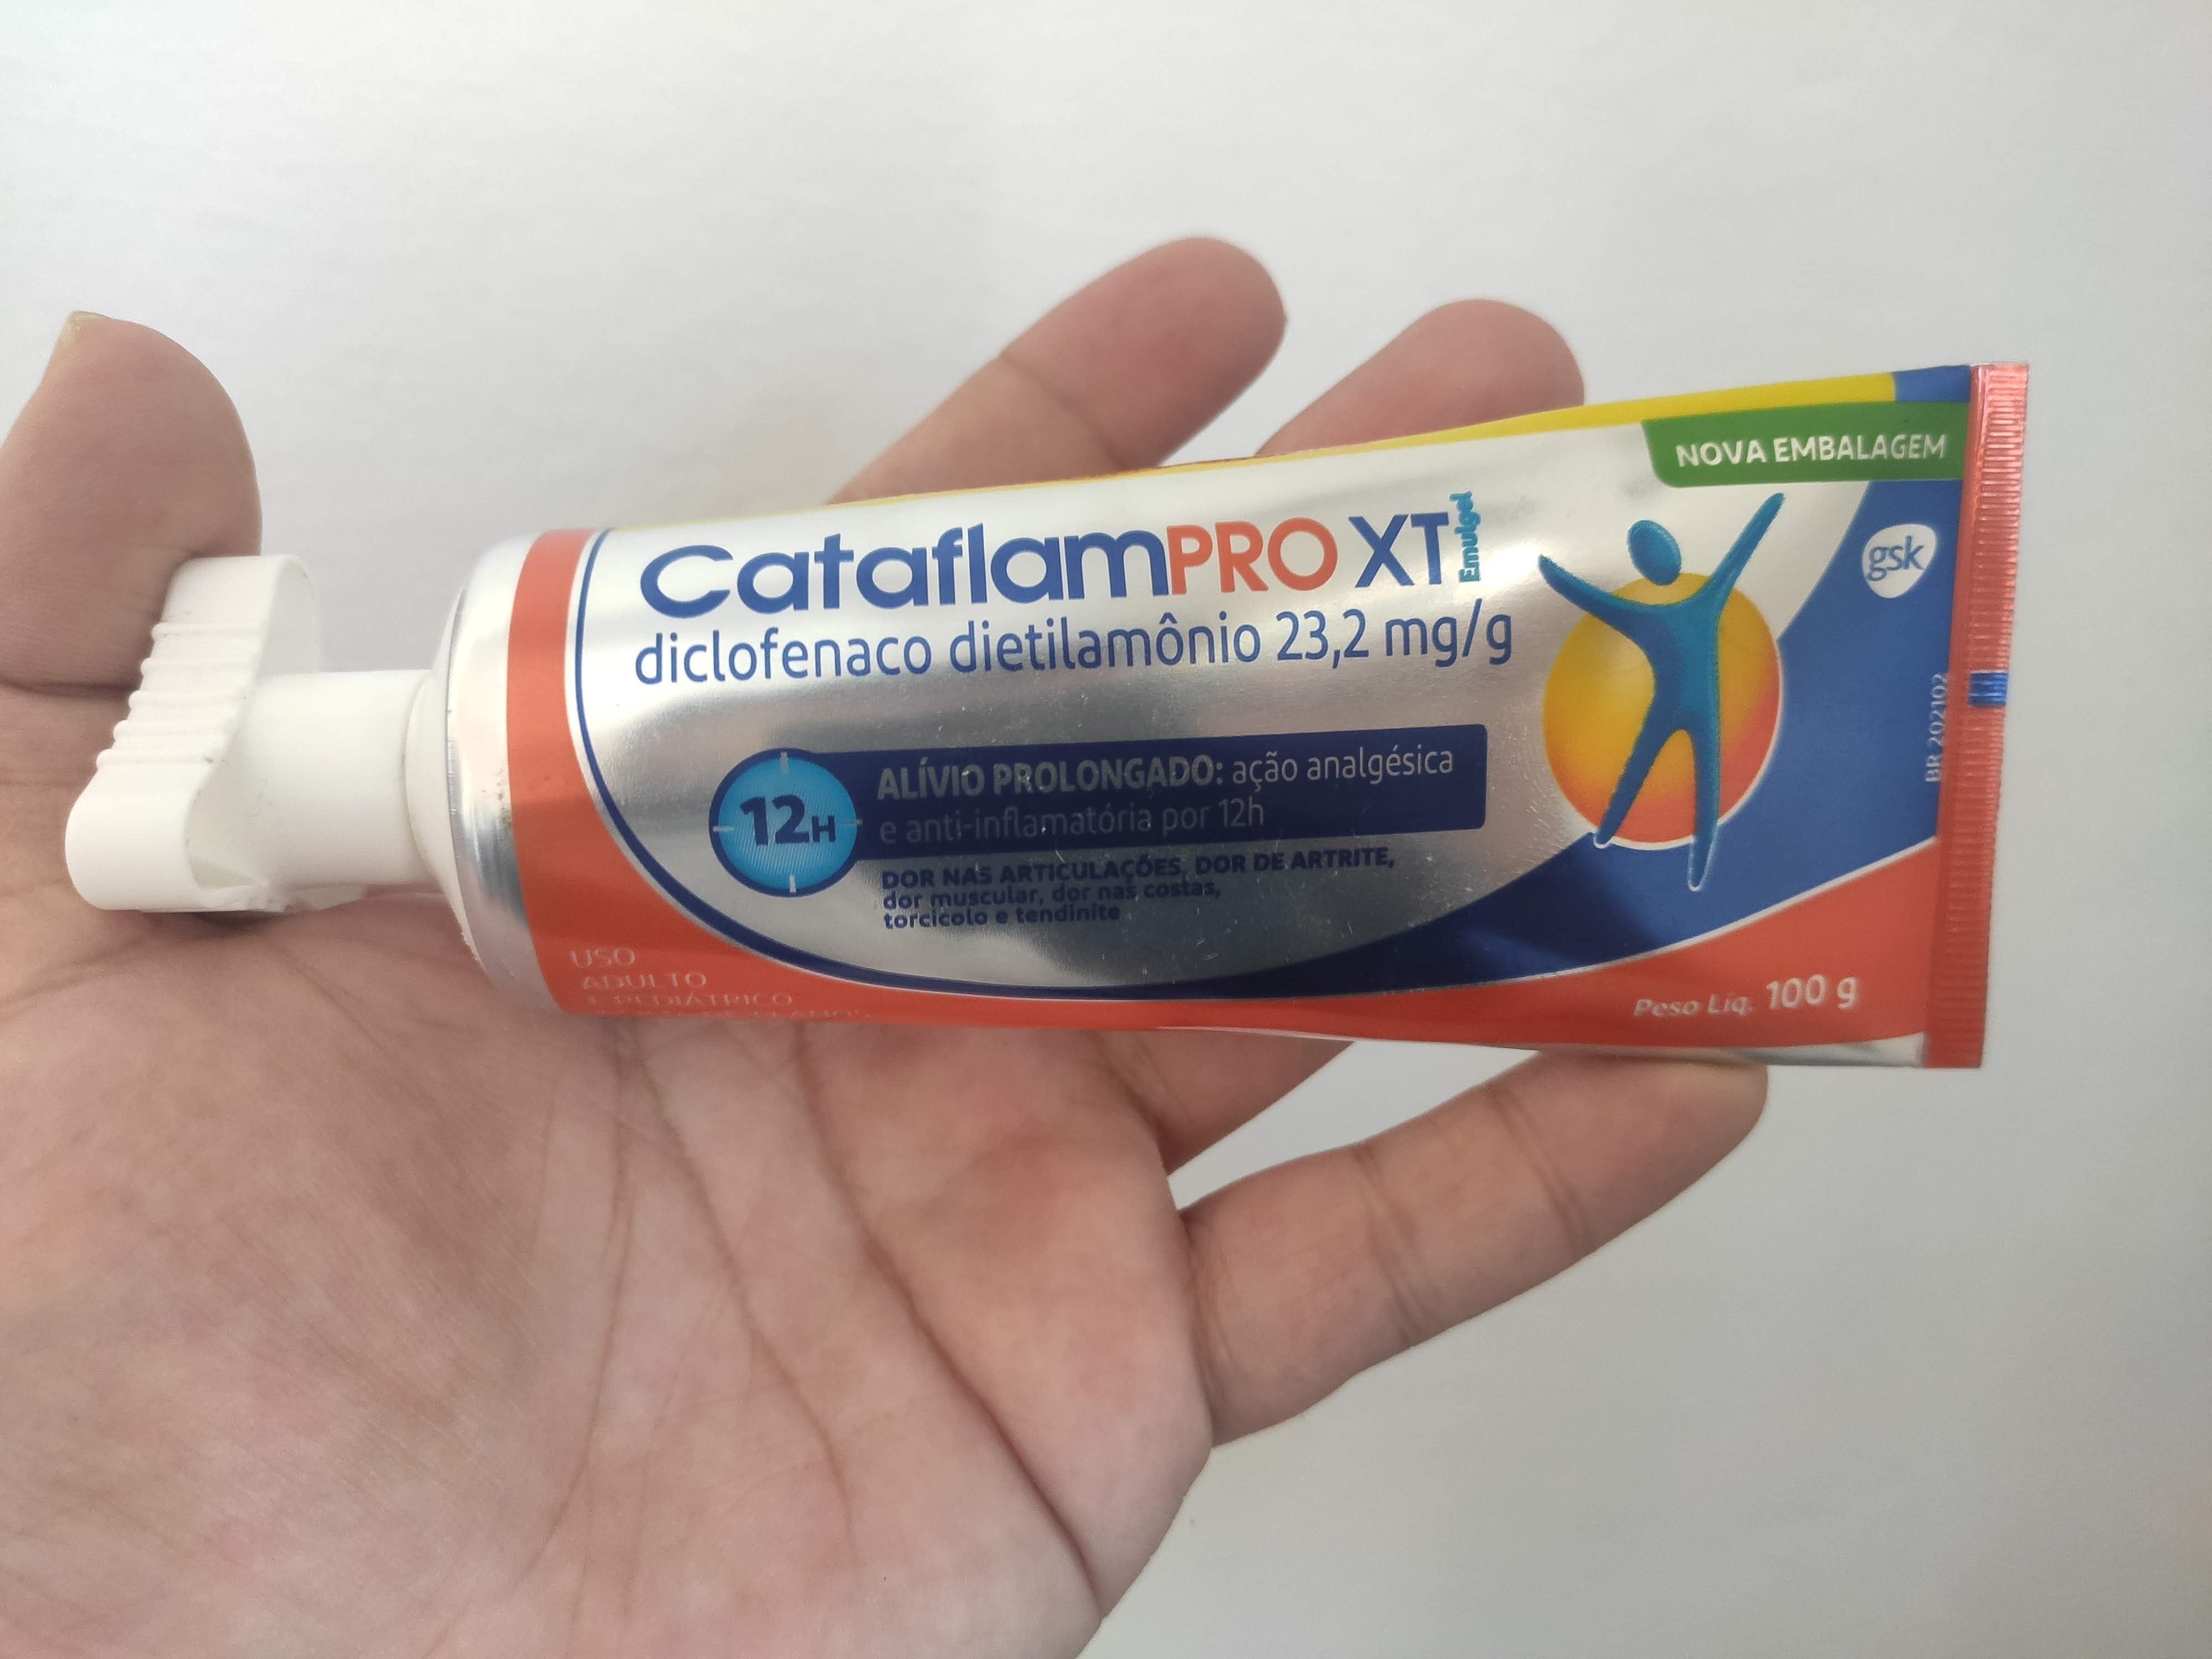 NOVA EMBALAGEM
gsk
CataflamPRO XT Emulgel
diclofenaco dietilamônio 23,2 mg/g
12H
ALÍVIO PROLONGADO: ação analgésica
e anti-inflamatória por 12h
DOR NAS ARTICULAÇÕES, DOR DE ARTRITE,
dor muscular, dor nas costas,
torcicolo e tendinite
USO
ADULTO
E PEDIÁTRICO
Peso Líq. 100 g
BR 202102